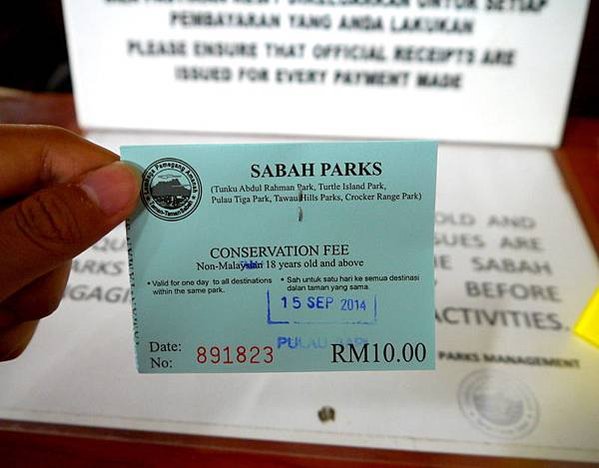 PEMBAYARAN YANG ANDA LAKUKAN
PLEASE ENSURE THAT OFFICIAL RECEIPTS ARE
ISSUED FOR EVERY PAYMENT MADE
SABAH PARKS
(Tunku Abdul Rahman Park, Turtle Island Park,
Pulau Tiga Park, Tawau Hills Park, Crocker Range Park)
CONSERVATION FEE
Non-Malaysian 18 years old and above
• Valid for one day to all destinations
within the same park.
• Sah untuk satu hari ke semua destinasi
dalam taman yang sama.
15 SEP 2014
PULAU
Date:
No: 891823
RM10.00
OLD AND
UES ARE
SABAH
PARKS
BEFORE
ACTIVITIES.
PARKS MANAGEMENT